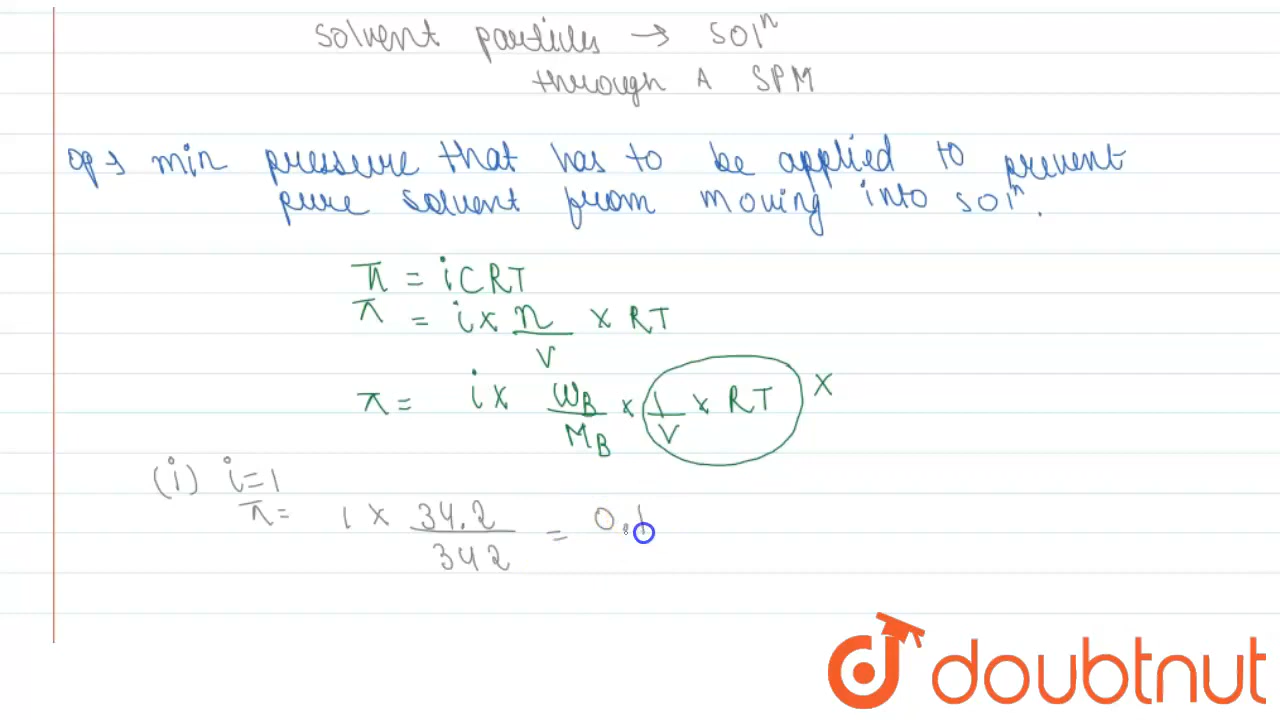 solvent particles → solⁿ
through A SPM
OP → min pressure that has to be applied to prevent
pure solvent from moving into solⁿ.
π = iCRT
π = i × n/V × RT
π = i × W_B/M_B × 1/V × RT ×
(i) i=1
π = 1 × 34.2/342 = 0.1
doubtnut